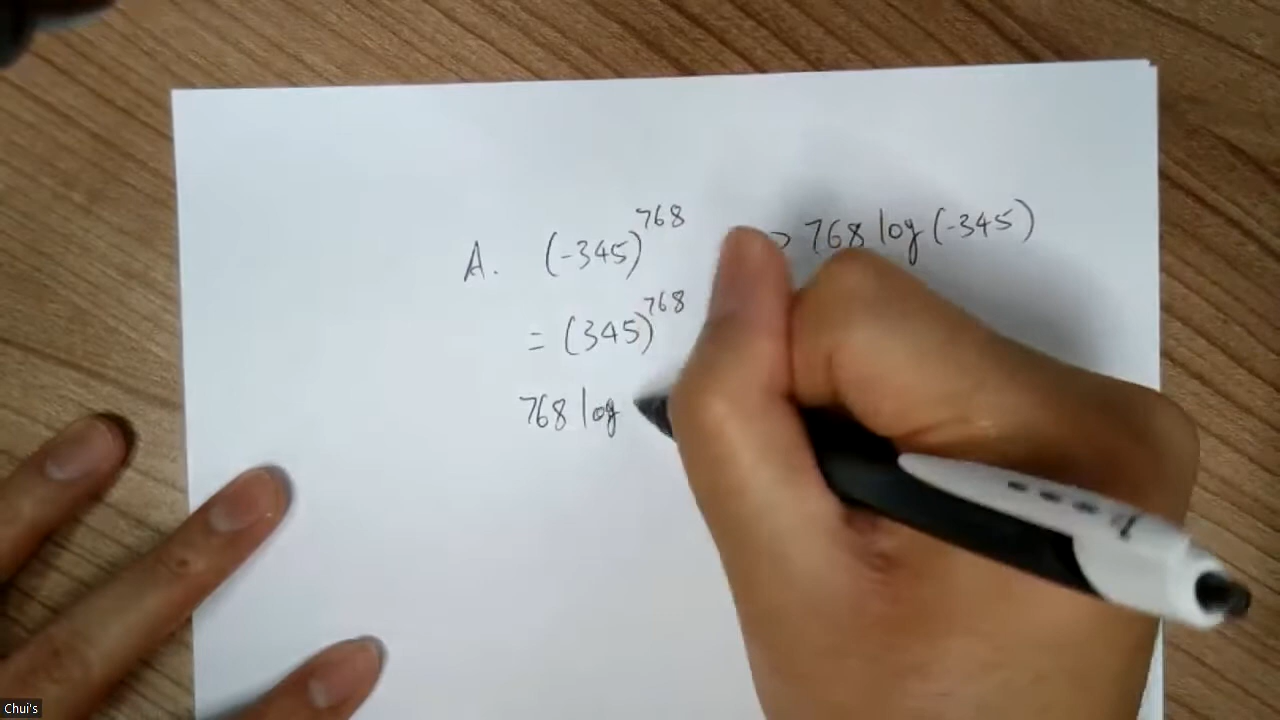 A. (-345)^768 > 768 log (-345)
= (345)^768
768 log
Chui's